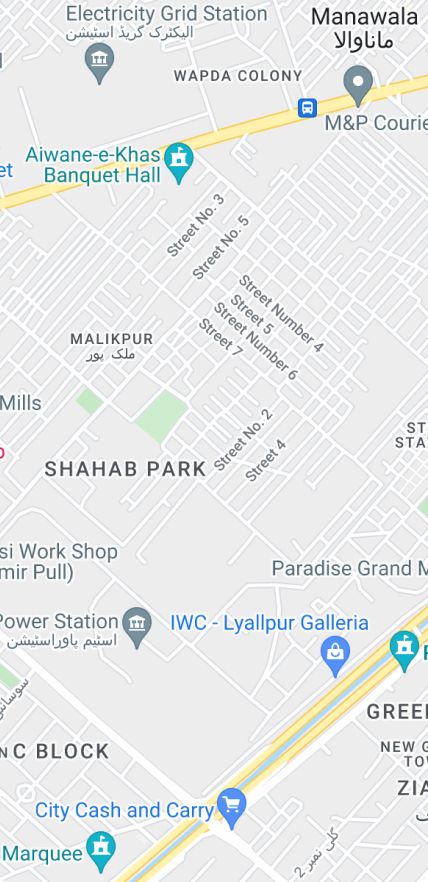 Electricity Grid Station
الیکٹرک گریڈ اسٹیشن
Manawala
ماناوالا
WAPDA COLONY
M&P Courie
Aiwane-e-Khas
Banquet Hall
et
Street No. 3
Street No. 5
Street Number 4
Street 5
Street Number 6
Street 7
MALIKPUR
ملک پور
Mills
Street No. 2
Street 4
ST
STA
SHAHAB PARK
si Work Shop
mir Pull)
Paradise Grand M
Power Station
اسٹیم پاوراسٹیشن
IWC - Lyallpur Galleria
GREE
N C BLOCK
NEW G
TOW
ZIA
City Cash and Carry
Marquee
گلی نمبر 2